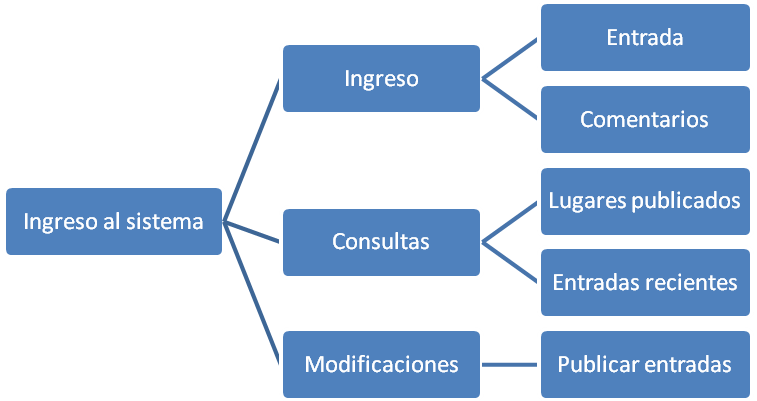 Ingreso al sistema
Ingreso
Entrada
Comentarios
Consultas
Lugares publicados
Entradas recientes
Modificaciones
Publicar entradas